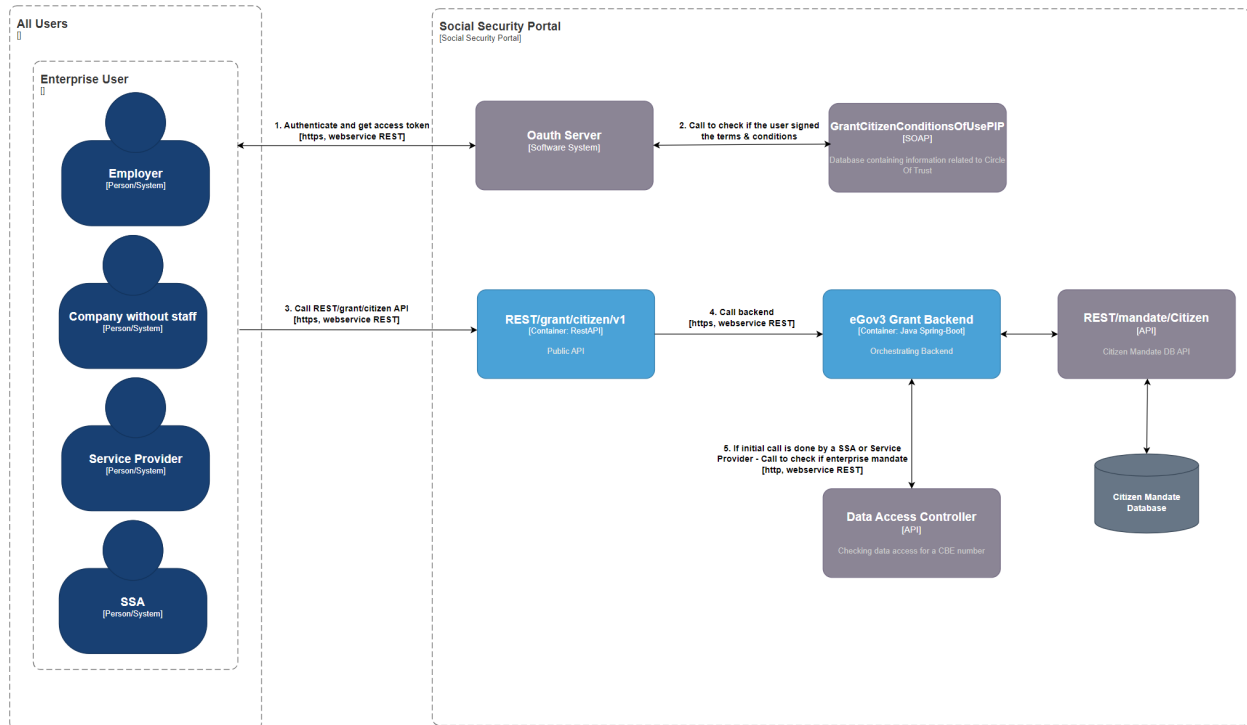 All Users
[]
Enterprise User
[]
Employer
[Person/System]
Company without staff
[Person/System]
Service Provider
[Person/System]
SSA
[Person/System]
1. Authenticate and get access token
[https, webservice REST]
3. Call REST/grant/citizen API
[https, webservice REST]
Social Security Portal
[Social Security Portal]
Oauth Server
[Software System]
2. Call to check if the user signed
the terms & conditions
GrantCitizenConditionsOfUsePIP
[SOAP]
Database containing information related to Circle
Of Trust
REST/grant/citizen/v1
[Container: RestAPI]
Public API
4. Call backend
[https, webservice REST]
eGov3 Grant Backend
[Container: Java Spring-Boot]
Orchestrating Backend
REST/mandate/Citizen
[API]
Citizen Mandate DB API
5. If initial call is done by a SSA or Service
Provider - Call to check if enterprise mandate
[http, webservice REST]
Data Access Controller
[API]
Checking data access for a CBE number
Citizen Mandate
Database